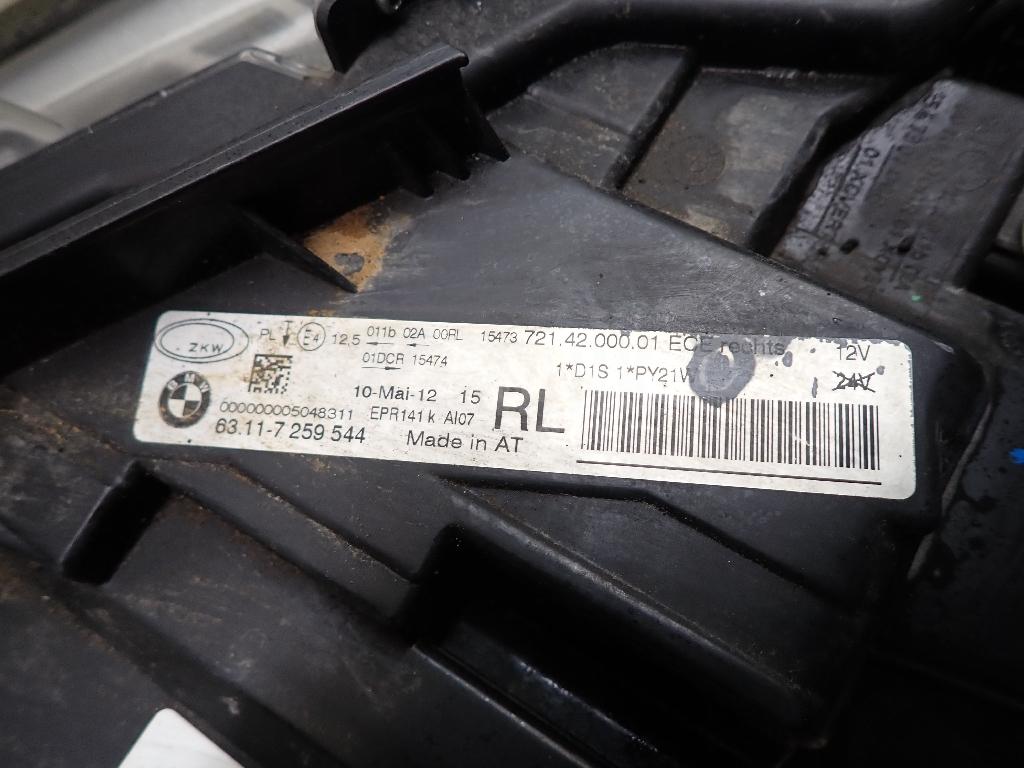 ZKW PL E4 12,5 011b 02A 00RL 15473 721.42.000.01 ECE rechts 12V
01DCR 15474 1*D1S 1*PY21W 24V
BMW 10-Mai-12 15 RL
000000005048311 EPR141 k AI07
63.11-7 259 544 Made in AT